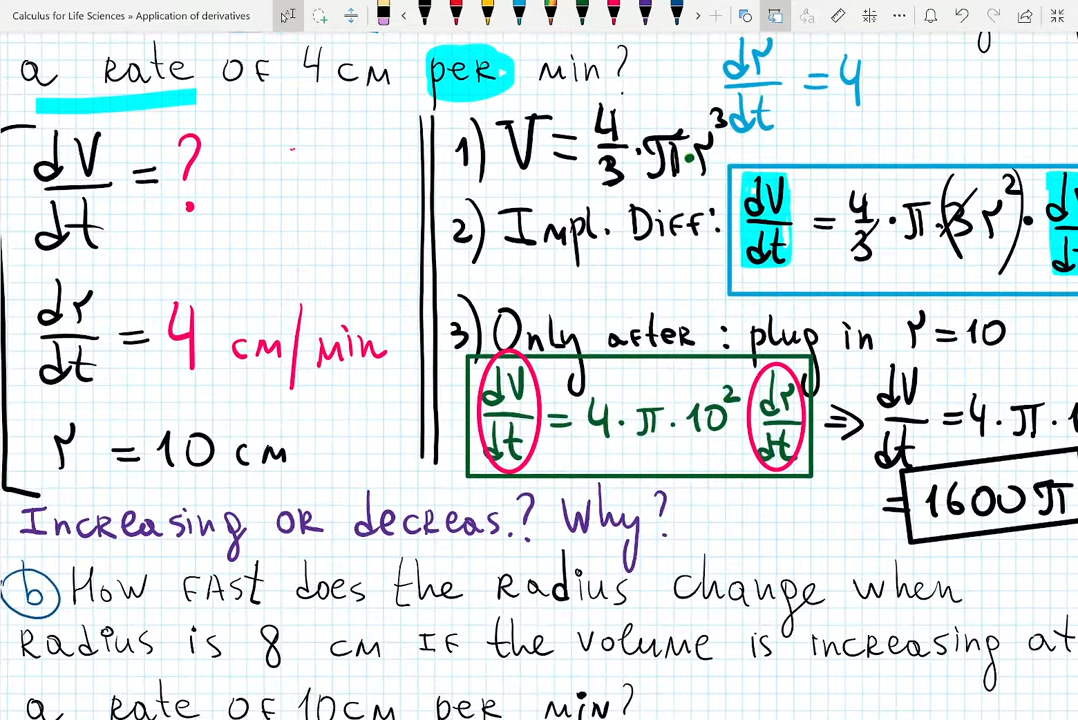 Calculus for Life Sciences » Application of derivatives
a rate of 4 cm per min?
dr/dt = 4
dV/dt = ?
dr/dt = 4 cm/min
r = 10 cm
1) V = 4/3 · π · r³
2) Impl. Diff: dV/dt = 4/3 · π · (3r²) ·
3) Only after : plug in r = 10
dV/dt = 4 · π · 10² dr/dt ⇒ dV/dt = 4 · π ·
= 1600π
Increasing or decreas.? Why?
b How fast does the radius change when
radius is 8 cm if the volume is increasing at
a rate of 10cm per min?